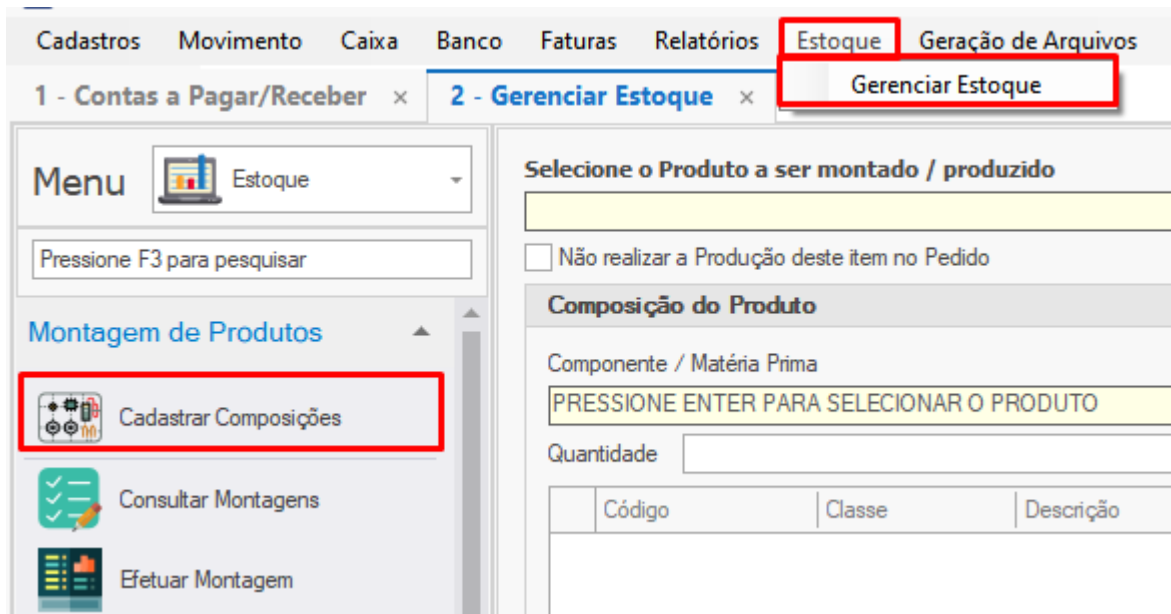 Cadastros Movimento Caixa Banco Faturas Relatórios Estoque Geração de Arquivos
1 - Contas a Pagar/Receber × 2 - Gerenciar Estoque × Gerenciar Estoque
Menu Estoque
Pressione F3 para pesquisar
Montagem de Produtos
Cadastrar Composições
Consultar Montagens
Efetuar Montagem
Selecione o Produto a ser montado / produzido
Não realizar a Produção deste item no Pedido
Composição do Produto
Componente / Matéria Prima
PRESSIONE ENTER PARA SELECIONAR O PRODUTO
Quantidade
Código Classe Descrição